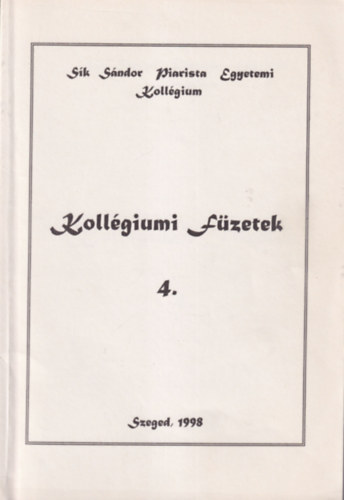 Sík Sándor Piarista Egyetemi
Kollégium
Kollégiumi Füzetek
4.
Szeged, 1998